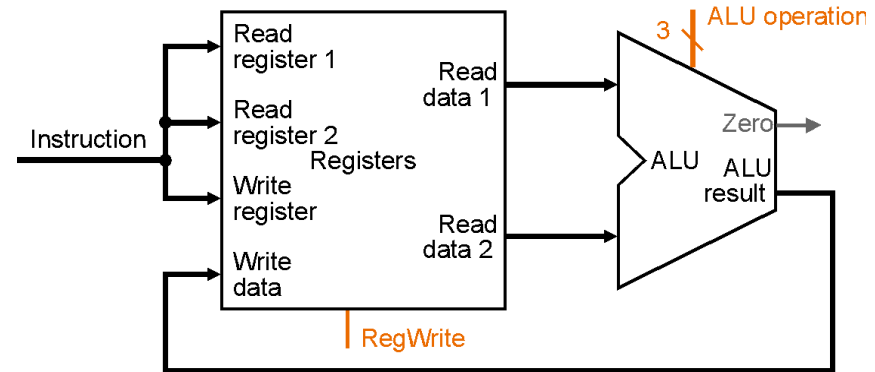 Instruction
Read
register 1
Read
register 2
Registers
Write
register
Write
data
Read
data 1
Read
data 2
RegWrite
3
ALU operation
Zero
ALU
ALU
result